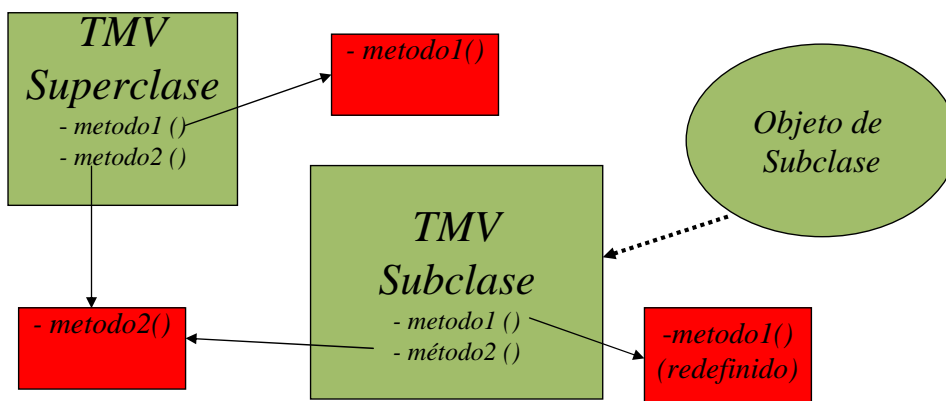 TMV
Superclase
- metodo1 ()
- metodo2 ()
- metodo1()
Objeto de
Subclase
TMV
Subclase
- metodo1 ()
- método2 ()
- metodo2()
-metodo1()
(redefinido)